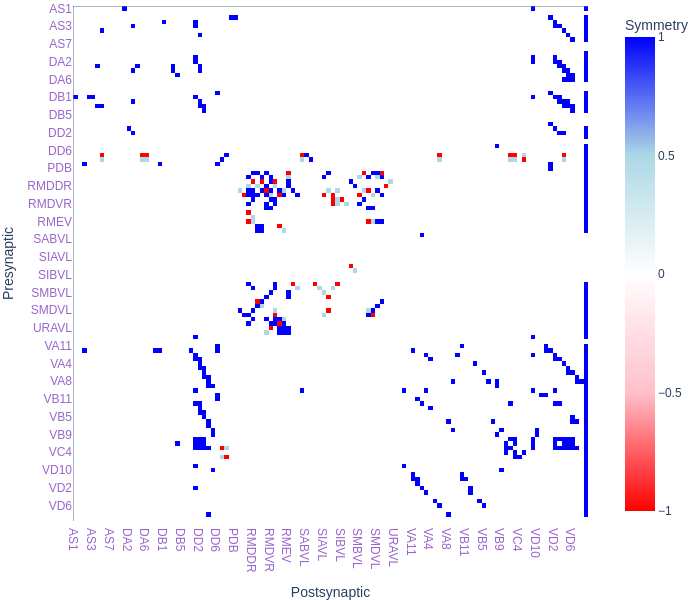 AS1
AS3
AS7
DA2
DA6
DB1
DB5
DD2
DD6
PDB
RMDDR
RMDVR
RMEV
SABVL
SIAVL
SIBVL
SMBVL
SMDVL
URAVL
VA11
VA4
VA8
VB11
VB5
VB9
VC4
VD10
VD2
VD6
Presynaptic
AS1 AS3 AS7 DA2 DA6 DB1 DB5 DD2 DD6 PDB RMDDR RMDVR RMEV SABVL SIAVL SIBVL SMBVL SMDVL URAVL VA11 VA4 VA8 VB11 VB5 VB9 VC4 VD10 VD2 VD6
Postsynaptic
Symmetry
1
0.5
0
−0.5
−1